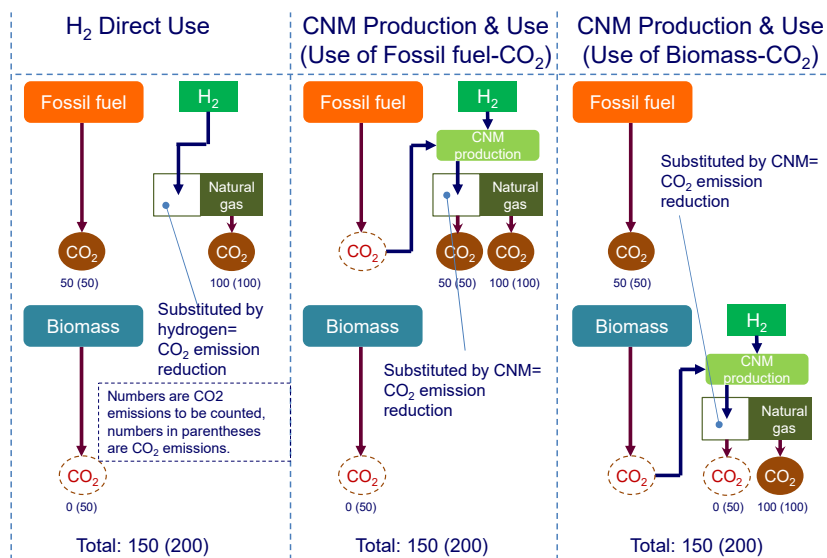 H2 Direct Use
Fossil fuel
H2
Natural
gas
CO2
50 (50)
CO2
100 (100)
Biomass
Substituted by
hydrogen=
CO2 emission
reduction
Numbers are CO2
emissions to be counted,
numbers in parentheses
are CO2 emissions.
CO2
0 (50)
Total: 150 (200)
CNM Production & Use
(Use of Fossil fuel-CO2)
Fossil fuel
H2
CNM
production
Natural
gas
CO2
CO2
CO2
50 (50)
100 (100)
Biomass
Substituted by CNM=
CO2 emission
reduction
CO2
0 (50)
Total: 150 (200)
CNM Production & Use
(Use of Biomass-CO2)
Fossil fuel
Substituted by CNM=
CO2 emission
reduction
CO2
50 (50)
Biomass
H2
CNM
production
Natural
gas
CO2
CO2
CO2
0 (50)
100 (100)
Total: 150 (200)